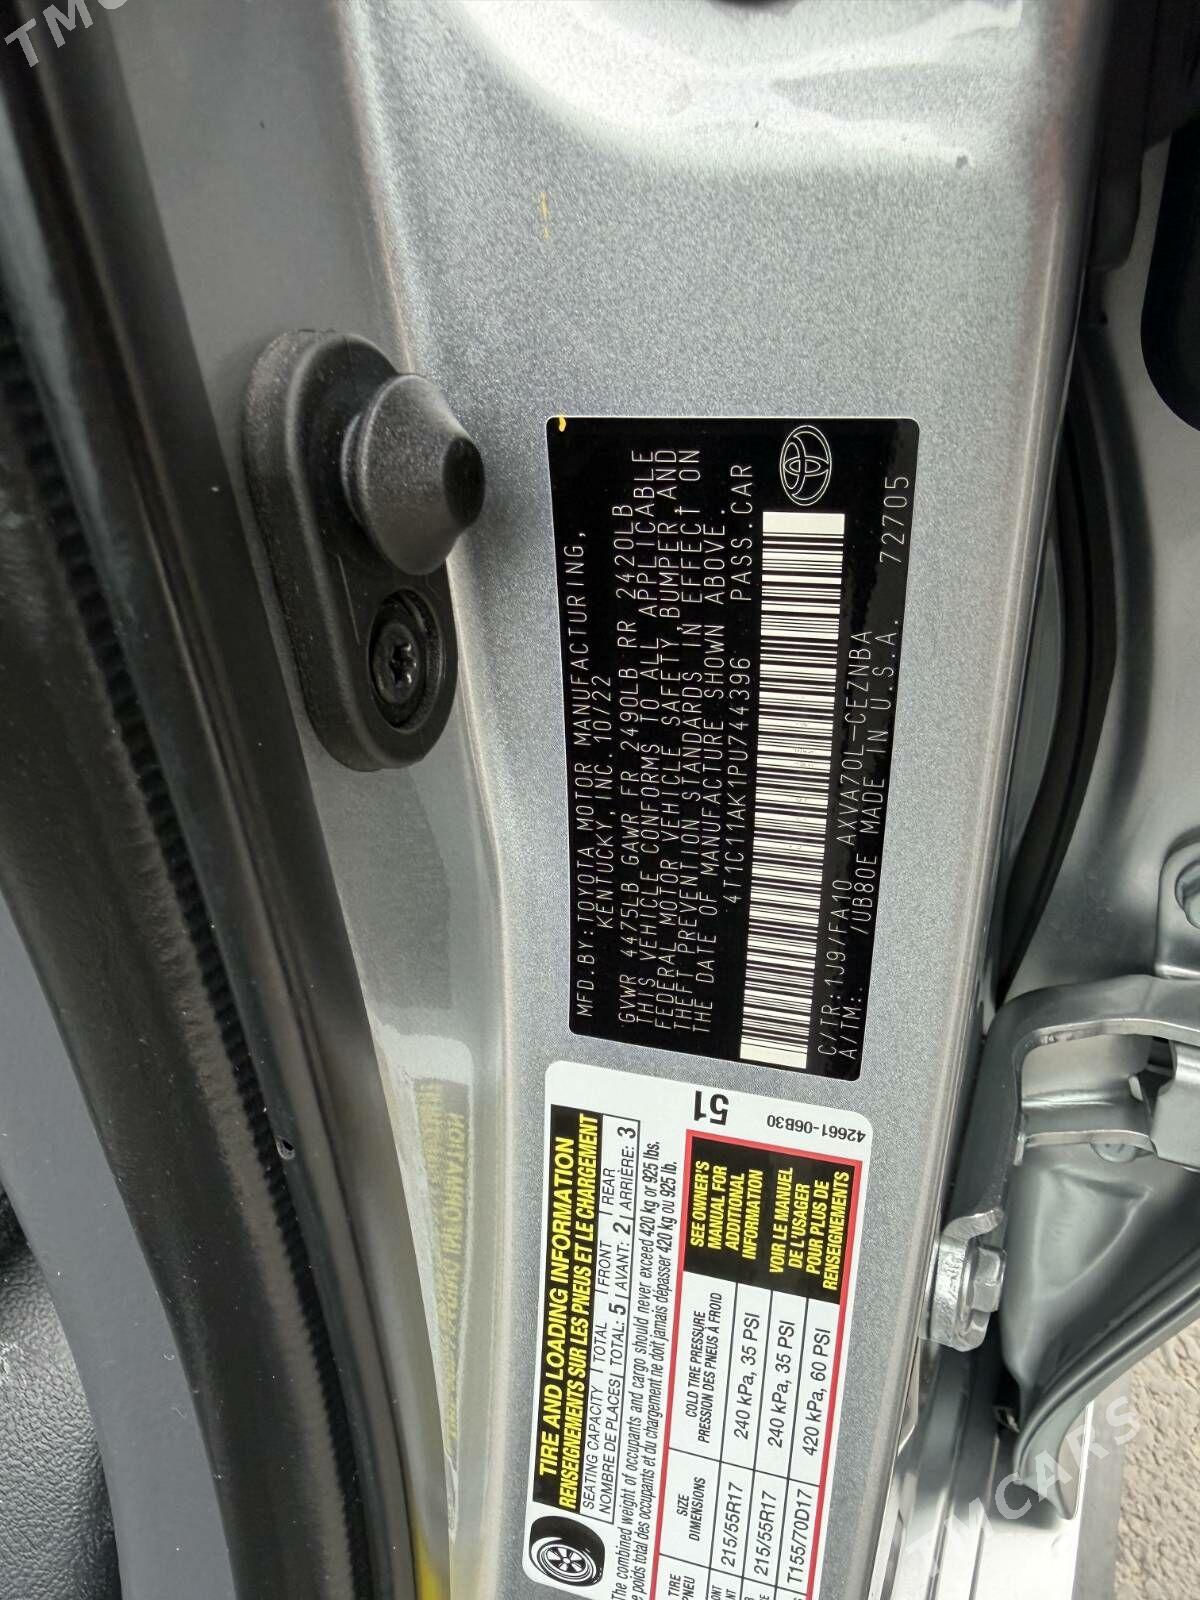 MFD.BY:TOYOTA MOTOR MANUFACTURING,
KENTUCKY, INC. 10/22
GVWR 4475LB GAWR FR 2490LB RR 2420LB
THIS VEHICLE CONFORMS TO ALL APPLICABLE
FEDERAL MOTOR VEHICLE SAFETY, BUMPER, AND
THEFT PREVENTION STANDARDS IN EFFECT ON
THE DATE OF MANUFACTURE SHOWN ABOVE.
4T1C11AK1PU744396 PASS.CAR
C/TR:1J9/FA10 AXVA70L-CEZNBA
A/TM: /UB80E MADE IN U.S.A. 72705
TIRE AND LOADING INFORMATION
RENSEIGNEMENTS SUR LES PNEUS ET LE CHARGEMENT
SEATING CAPACITY TOTAL FRONT REAR
NOMBRE DE PLACES TOTAL: 5 AVANT: 2 ARRIÈRE: 3
The combined weight of occupants and cargo should never exceed 420 kg or 925 lbs.
le poids total des occupants et du chargement ne doit jamais dépasser 420 kg ou 925 lb.
TIRE SIZE COLD TIRE PRESSURE
PNEU DIMENSIONS PRESSION DES PNEUS À FROID
215/55R17 240 kPa, 35 PSI
215/55R17 240 kPa, 35 PSI
T155/70D17 420 kPa, 60 PSI
SEE OWNER'S
MANUAL FOR
ADDITIONAL
INFORMATION
VOIR LE MANUEL
DE L'USAGER
POUR PLUS DE
RENSEIGNEMENTS
51
42661-06B30
TMCARS